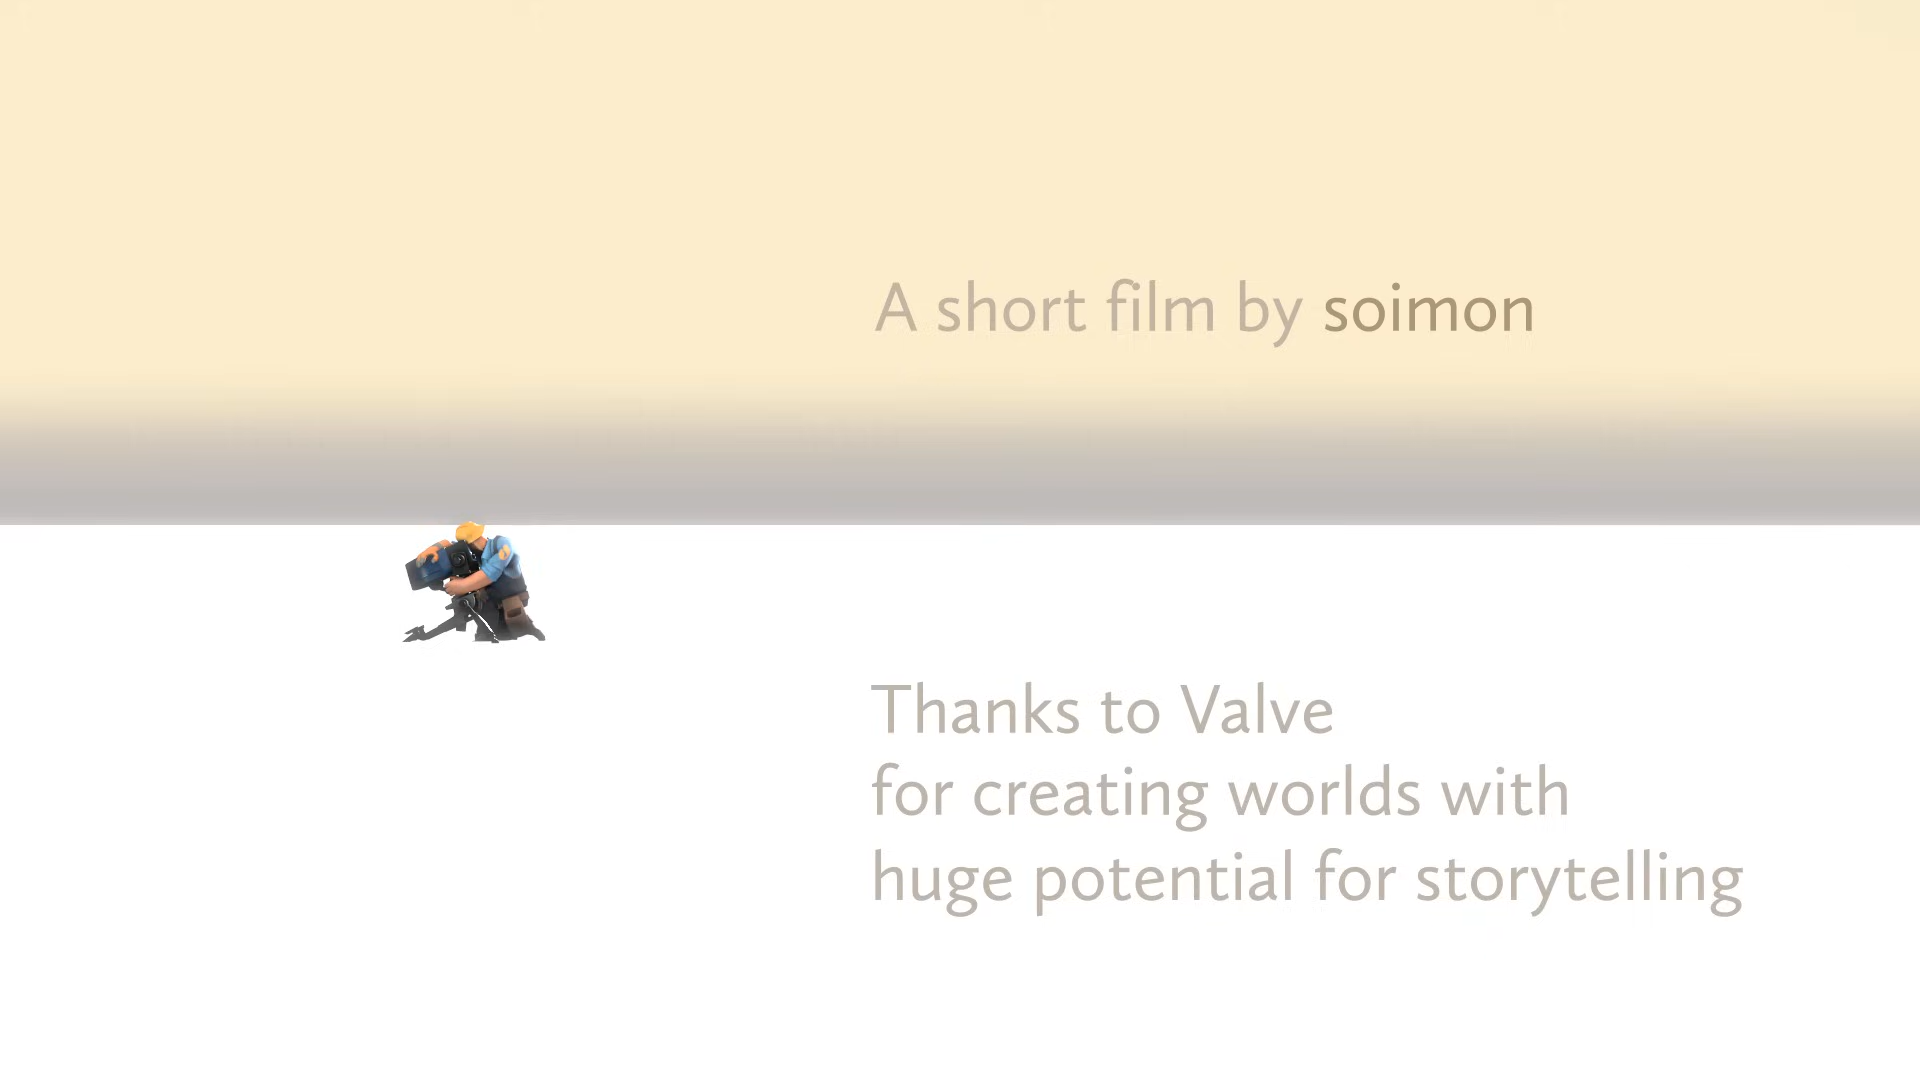 A short film by soimon
Thanks to Valve
for creating worlds with
huge potential for storytelling